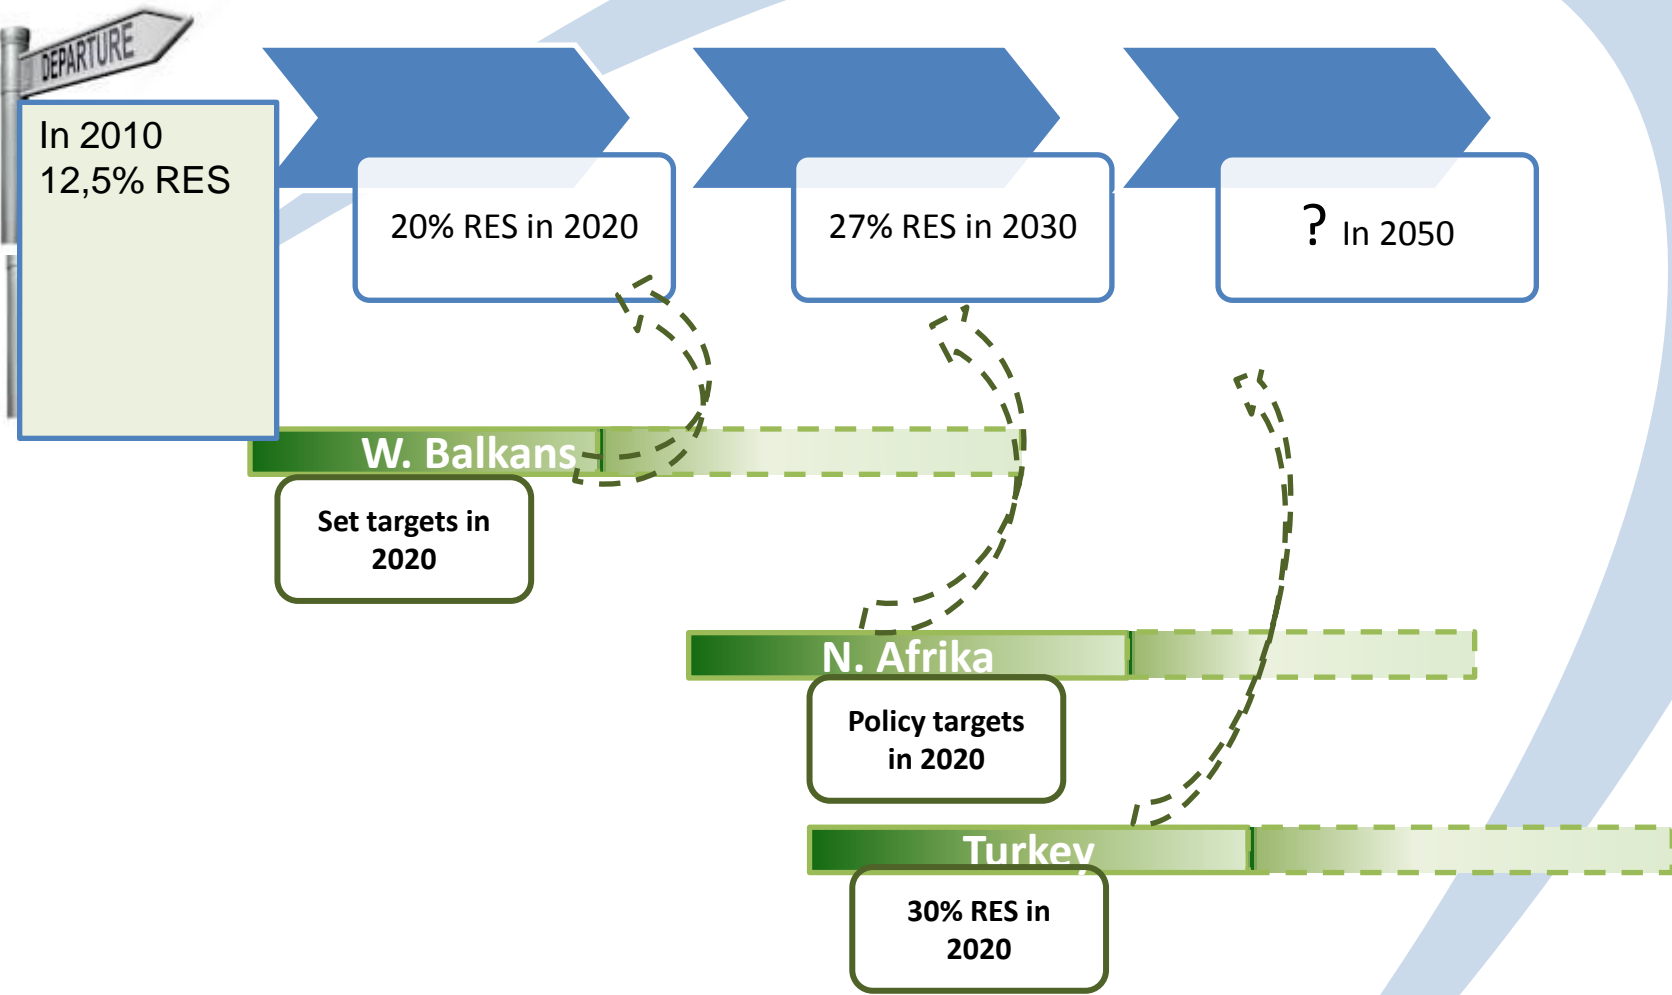 DEPARTURE
In 2010
12,5% RES
20% RES in 2020
27% RES in 2030
? In 2050
W. Balkans
Set targets in
2020
N. Afrika
Policy targets
in 2020
Turkey
30% RES in
2020